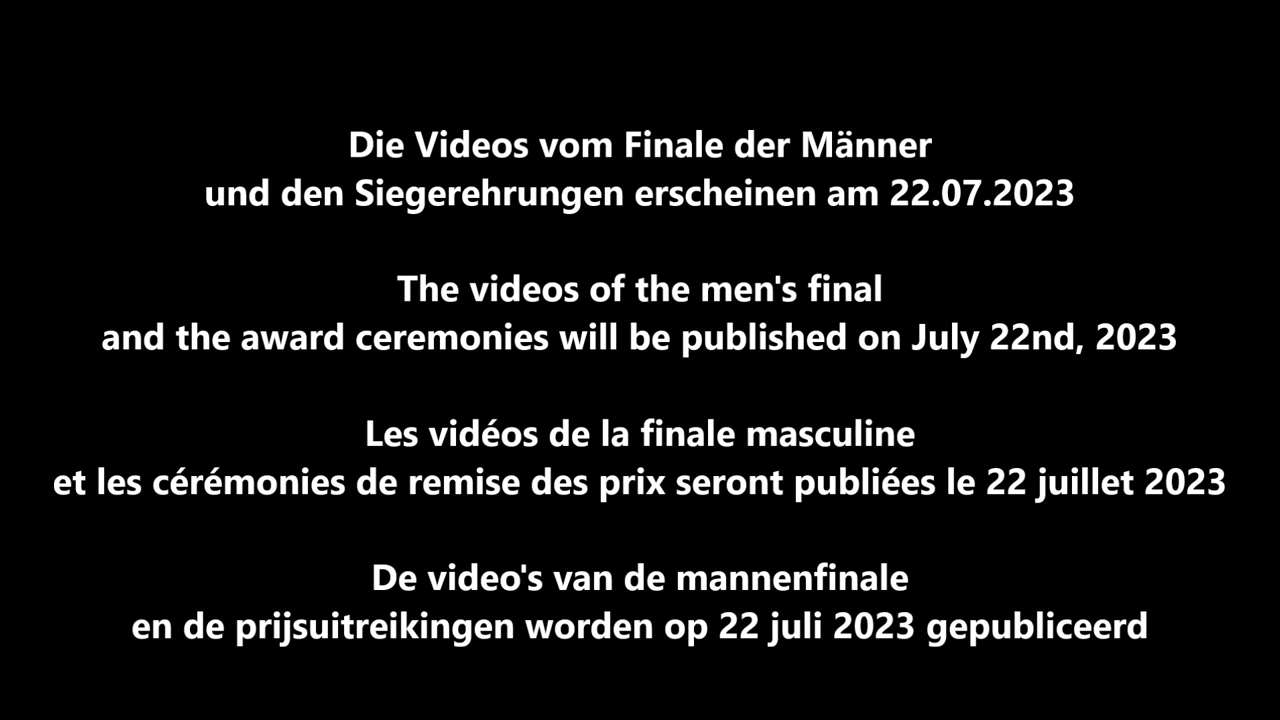 Die Videos vom Finale der Männer
und den Siegerehrungen erscheinen am 22.07.2023
The videos of the men's final
and the award ceremonies will be published on July 22nd, 2023
Les vidéos de la finale masculine
et les cérémonies de remise des prix seront publiées le 22 juillet 2023
De video's van de mannenfinale
en de prijsuitreikingen worden op 22 juli 2023 gepubliceerd